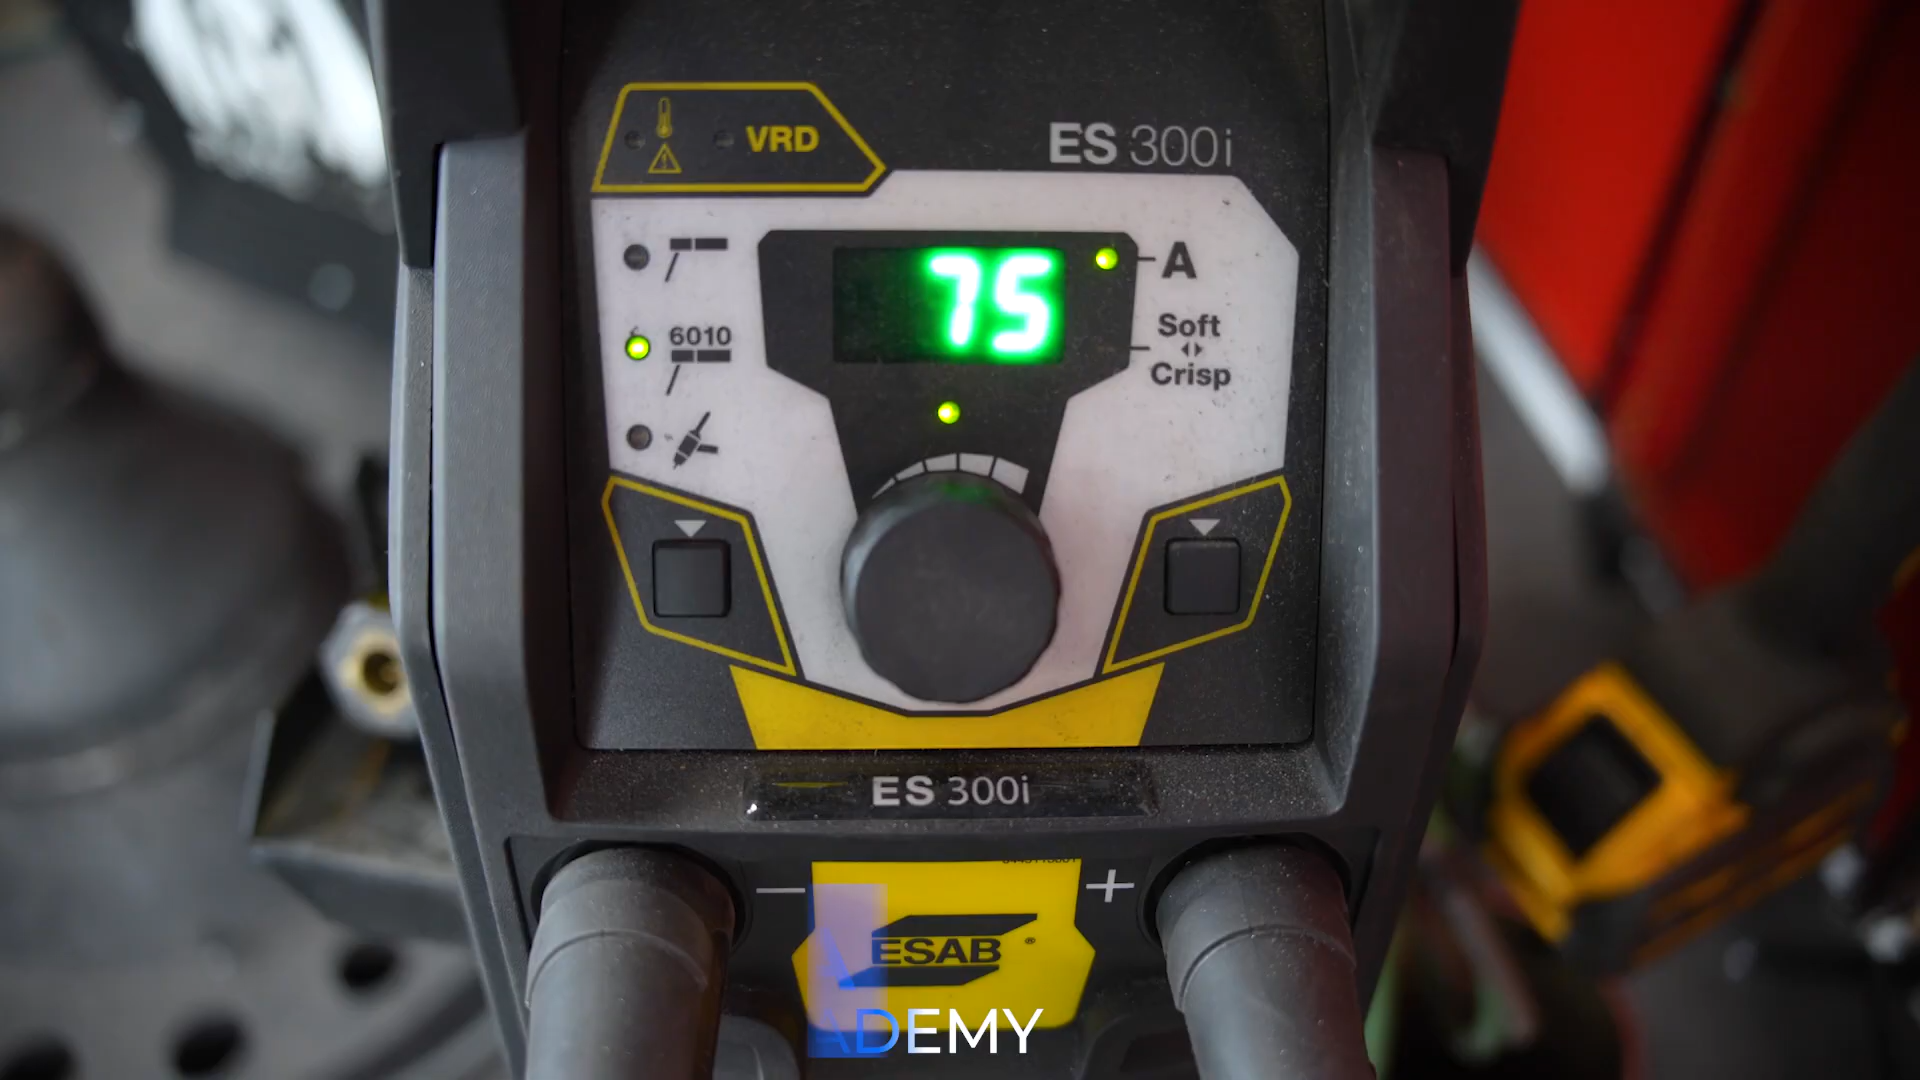 VRD
ES 300i
75
A
6010
Soft
Crisp
ES 300i
− +
ESAB ®
ADEMY